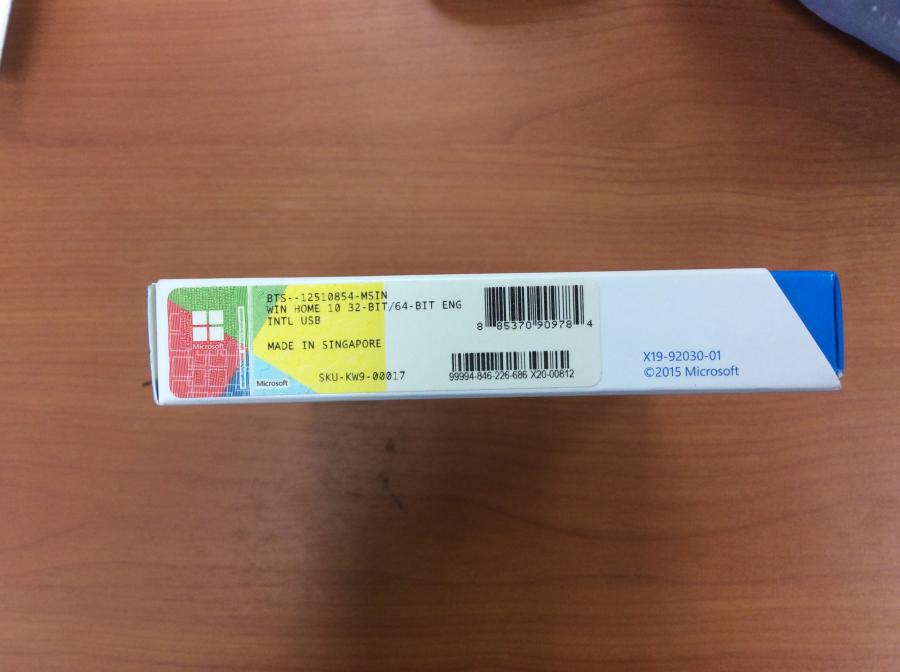 Microsoft
BTS--12510854-MSIN
WIN HOME 10 32-BIT/64-BIT ENG
INTL USB
MADE IN SINGAPORE
Microsoft
SKU-KW9-00017
8 85370 90978 4
99994-846-226-686 X20-00812
X19-92030-01
©2015 Microsoft